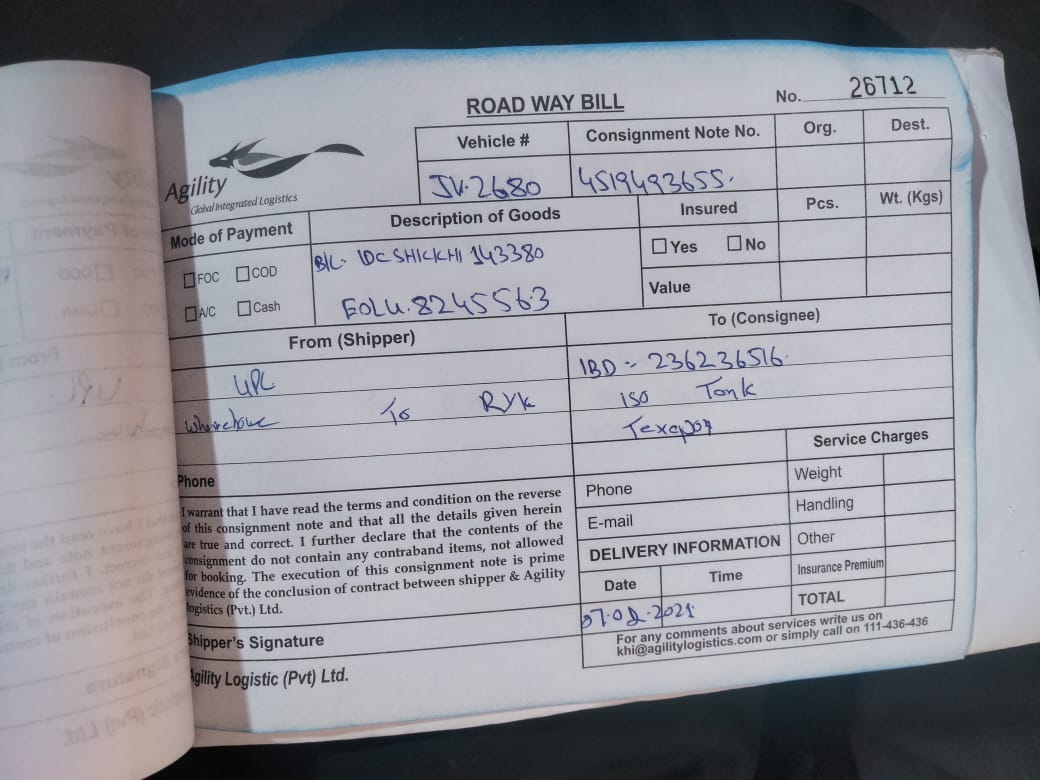 ROAD WAY BILL
No. 26712
Agility
Global Integrated Logistics
Vehicle #
Consignment Note No.
Org.
Dest.
JV.2680
4519493655.
Mode of Payment
Description of Goods
Insured
Pcs.
Wt. (Kgs)
FOC
COD
B/L.
143380
Yes
No
A/C
Cash
EOLU.8245563
Value
From (Shipper)
To (Consignee)
UPL
IBD :- 236236516.
To RYK
iso Tank
Phone
Service Charges
I warrant that I have read the terms and condition on the reverse
of this consignment note and that all the details given herein
are true and correct. I further declare that the contents of the
consignment do not contain any contraband items, not allowed
for booking. The execution of this consignment note is prime
evidence of the conclusion of contract between shipper & Agility
logistics (Pvt.) Ltd.
Phone
Weight
E-mail
Handling
DELIVERY INFORMATION
Other
Date
Time
Insurance Premium
TOTAL
2021
Shipper's Signature
For any comments about services write us on
khi@agilitylogistics.com or simply call on 111-436-436
Agility Logistic (Pvt) Ltd.